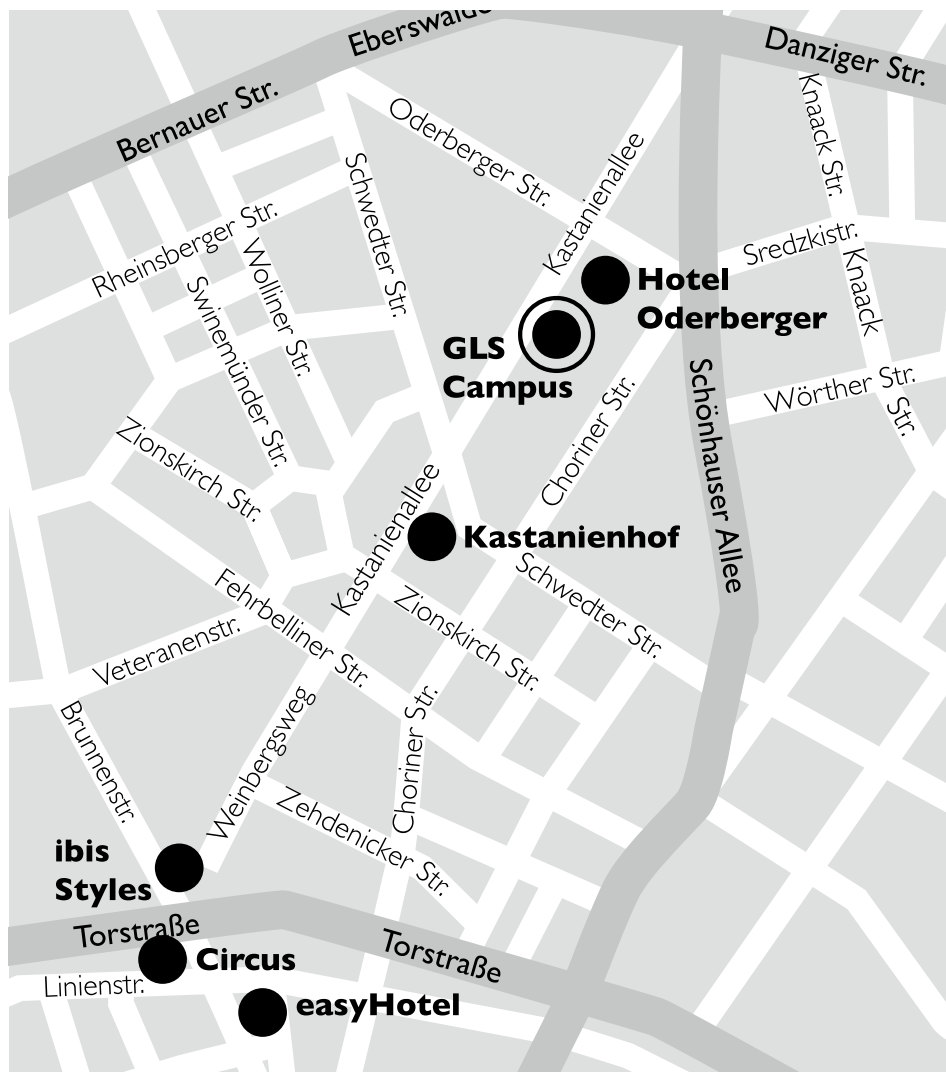 Eberswalde
Danziger Str.
Bernauer Str.
Knaack Str.
Oderberger Str.
Kastanienallee
Schwedter Str.
Rheinsberger Str.
Sredzkistr.
Wolliner Str.
Knaack
Swinemünder Str.
Hotel
Oderberger
GLS
Campus
Schönhauser Allee
Wörther Str.
Str.
Choriner Str.
Zionskirch Str.
Kastanienallee
Kastanienhof
Schwedter Str.
Fehrbelliner Str.
Zionskirch Str.
Veteranenstr.
Weinbergsweg
Choriner Str.
Brunnenstr.
Zehdenicker Str.
ibis
Styles
Torstraße
Torstraße
Circus
Linienstr.
easyHotel